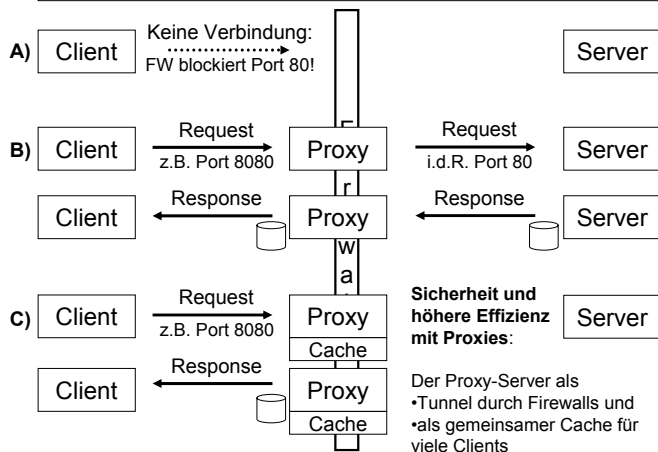 A)
Client
Keine Verbindung:
FW blockiert Port 80!
Server
B)
Client
Request
z.B. Port 8080
Proxy
Request
i.d.R. Port 80
Server
Client
Response
Proxy
Response
Server
r
w
a
C)
Client
Request
z.B. Port 8080
Proxy
Cache
Sicherheit und
höhere Effizienz
mit Proxies:
Server
Client
Response
Proxy
Cache
Der Proxy-Server als
•Tunnel durch Firewalls und
•als gemeinsamer Cache für
viele Clients